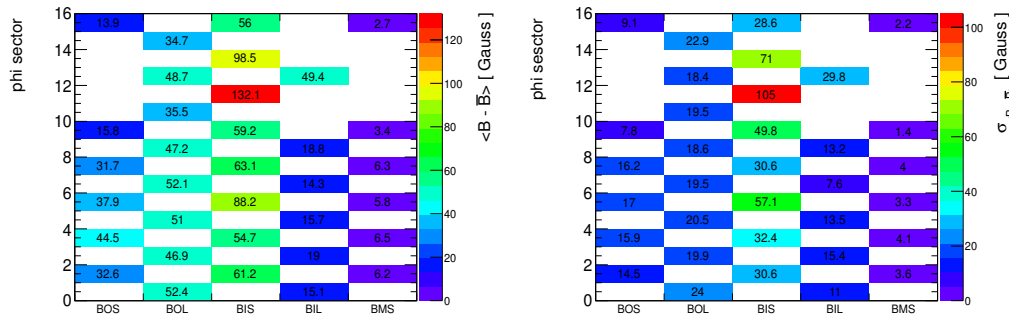 phi sector
16
14
12
10
8
6
4
2
0
13.9 56 2.7
34.7
98.5
48.7 49.4
132.1
35.5
15.8 59.2 3.4
47.2 18.8
31.7 63.1 6.3
52.1 14.3
37.9 88.2 5.8
51 15.7
44.5 54.7 6.5
46.9 19
32.6 61.2 6.2
52.4 15.1
BOS BOL BIS BIL BMS
120
100
80
60
40
20
0
<B - B̅> [ Gauss ]
phi sector
16
14
12
10
8
6
4
2
0
9.1 28.6 2.2
22.9
71
18.4 29.8
105
19.5
7.8 49.8 1.4
18.6 13.2
16.2 30.6 4
19.5 7.6
17 57.1 3.3
20.5 13.5
15.9 32.4 4.1
19.9 15.4
14.5 30.6 3.6
24 11
BOS BOL BIS BIL BMS
100
80
60
40
20
0
σ [ Gauss ]